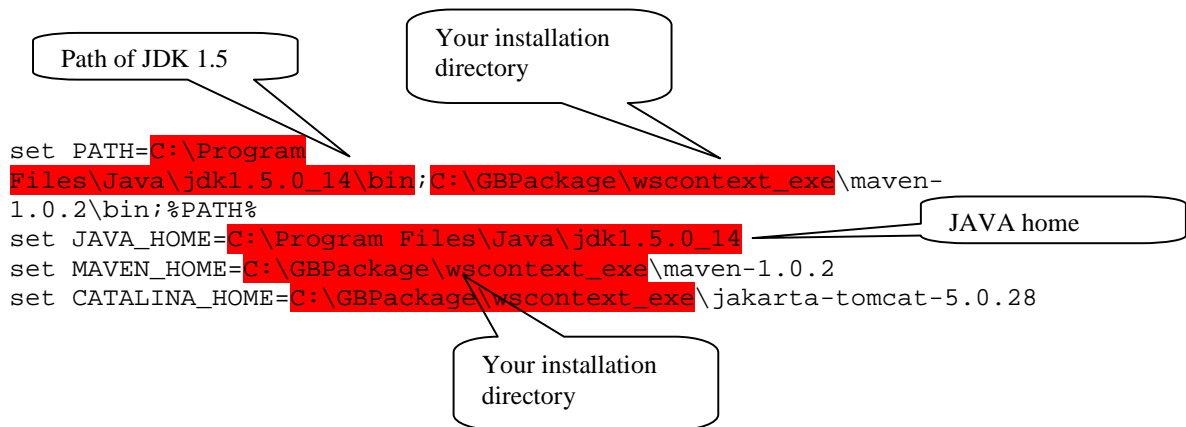 Path of JDK 1.5
Your installation
directory
set PATH=C:\Program
Files\Java\jdk1.5.0_14\bin;C:\GBPackage\wscontext_exe\maven-
1.0.2\bin;%PATH%
set JAVA_HOME=C:\Program Files\Java\jdk1.5.0_14
JAVA home
set MAVEN_HOME=C:\GBPackage\wscontext_exe\maven-1.0.2
set CATALINA_HOME=C:\GBPackage\wscontext_exe\jakarta-tomcat-5.0.28
Your installation
directory